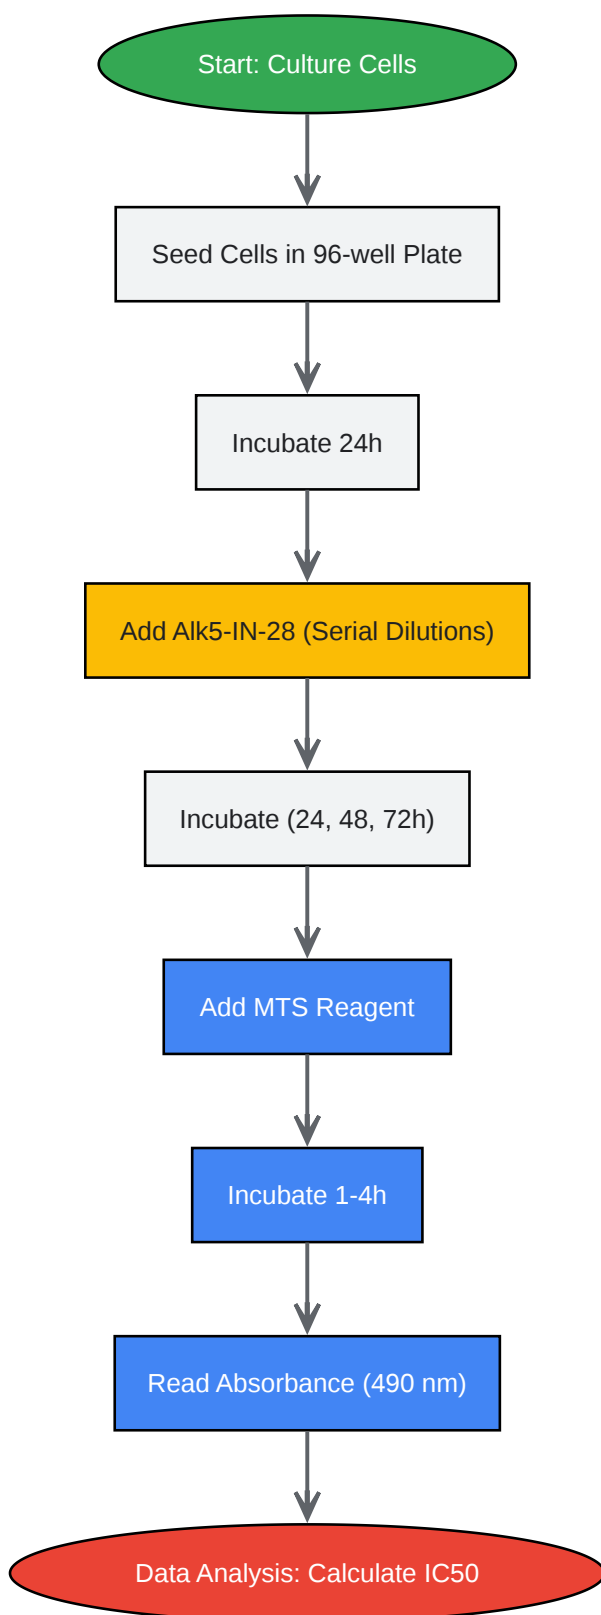 Start: Culture Cells
Seed Cells in 96-well Plate
Incubate 24h
Add Alk5-IN-28 (Serial Dilutions)
Incubate (24, 48, 72h)
Add MTS Reagent
Incubate 1-4h
Read Absorbance (490 nm)
Data Analysis: Calculate IC50